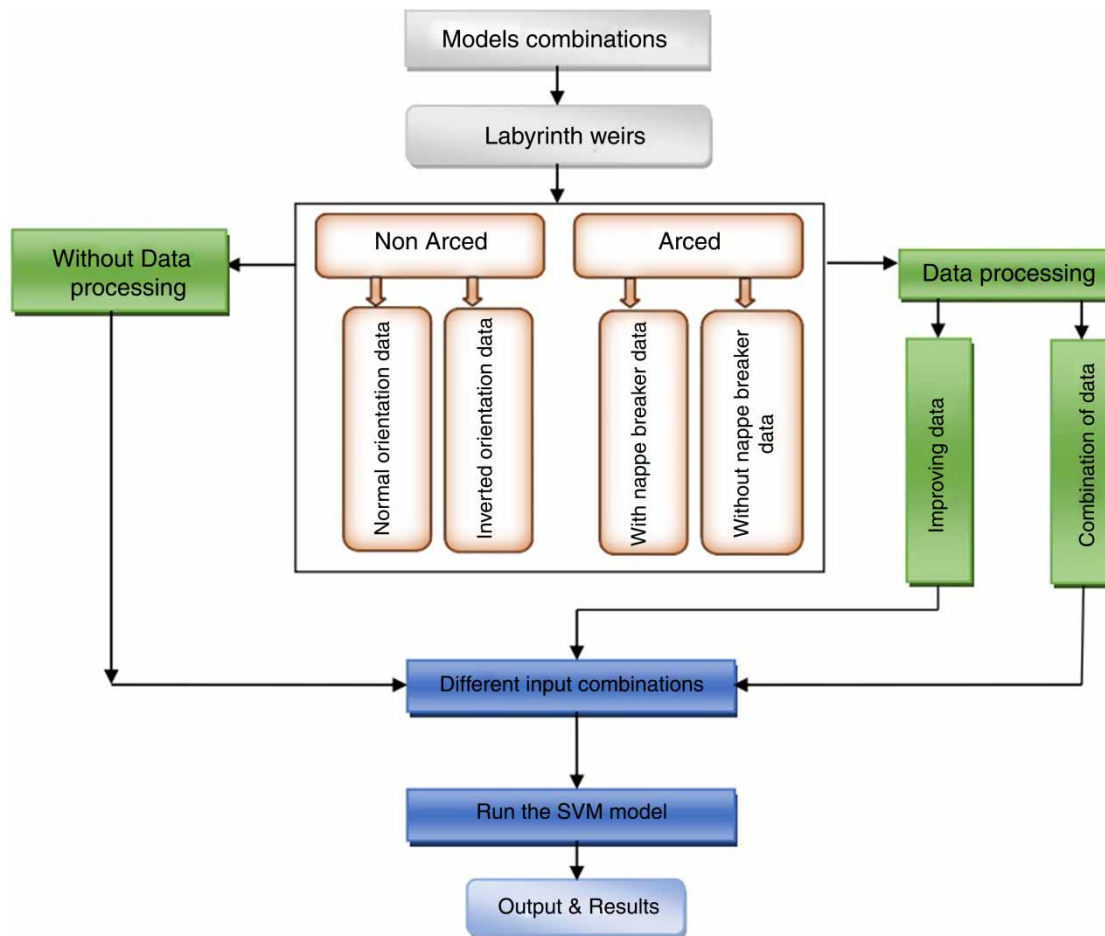 Models combinations
Labyrinth weirs
Non Arced
Arced
Without Data
processing
Data processing
Normal orientation data
Inverted orientation data
With nappe breaker data
Without nappe breaker
data
Improving data
Combination of data
Different input combinations
Run the SVM model
Output & Results